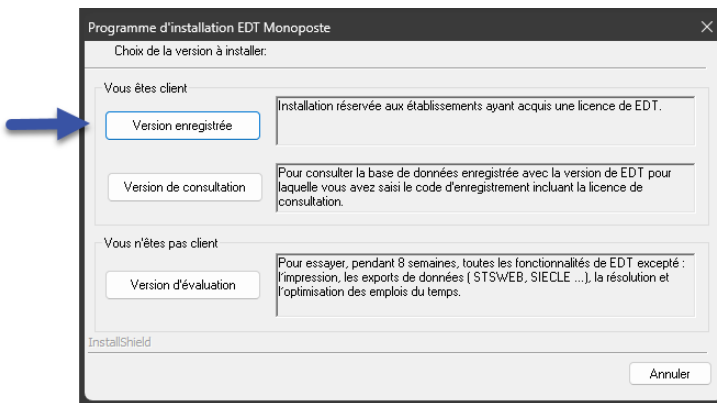 Programme d'installation EDT Monoposte
Choix de la version à installer:
Vous êtes client
Version enregistrée
Installation réservée aux établissements ayant acquis une licence de EDT.
Version de consultation
Pour consulter la base de données enregistrée avec la version de EDT pour
laquelle vous avez saisi le code d'enregistrement incluant la licence de
consultation.
Vous n'êtes pas client
Version d'évaluation
Pour essayer, pendant 8 semaines, toutes les fonctionnalités de EDT excepté :
l'impression, les exports de données ( STSWEB, SIECLE ...), la résolution et
l'optimisation des emplois du temps.
InstallShield
Annuler